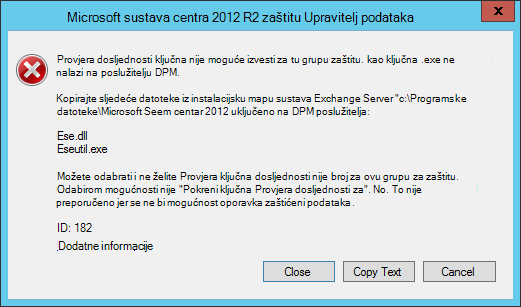 Microsoft sustava centra 2012 R2 zaštitu Upravitelj podataka
x
Provjera dosljednosti ključna nije moguće izvesti za tu grupu zaštitu. kao ključna .exe ne
nalazi na poslužitelju DPM.
Kopirajte sljedeće datoteke iz instalacijsku mapu sustava Exchange Server "c:\Programske
datoteke\Microsoft Seem centar 2012 uključeno na DPM poslužitelja:
Ese.dll
Eseutil.exe
Možete odabrati i ne želite Provjera ključna dosljednosti nije broj za ovu grupu za zaštitu.
Odabirom mogućnosti nije "Pokreni ključna Provjera dosljednosti za". No. To nije
preporučeno jer se ne bi mogućnost oporavka zaštićeni podataka.
ID: 182
Dodatne informacije
Close Copy Text Cancel